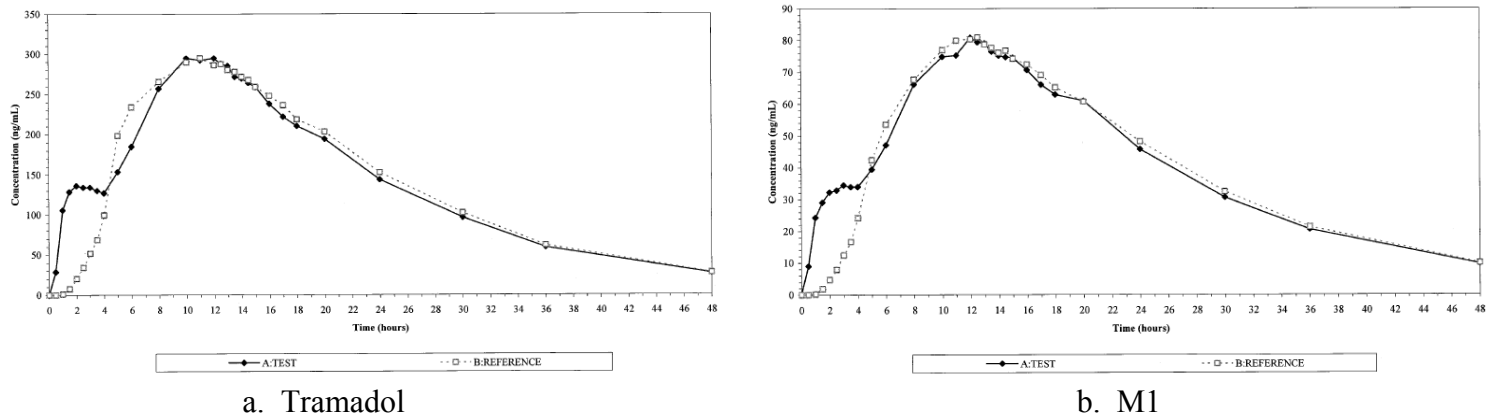 350
300
250
200
150
100
50
0
Concentration (ng/mL)
0 2 4 6 8 10 12 14 16 18 20 22 24 26 28 30 32 34 36 38 40 42 44 46 48
Time (hours)
A:TEST B:REFERENCE
a. Tramadol
90
80
70
60
50
40
30
20
10
0
Concentration (ng/mL)
0 2 4 6 8 10 12 14 16 18 20 22 24 26 28 30 32 34 36 38 40 42 44 46 48
Time (hours)
A:TEST B:REFERENCE
b. M1